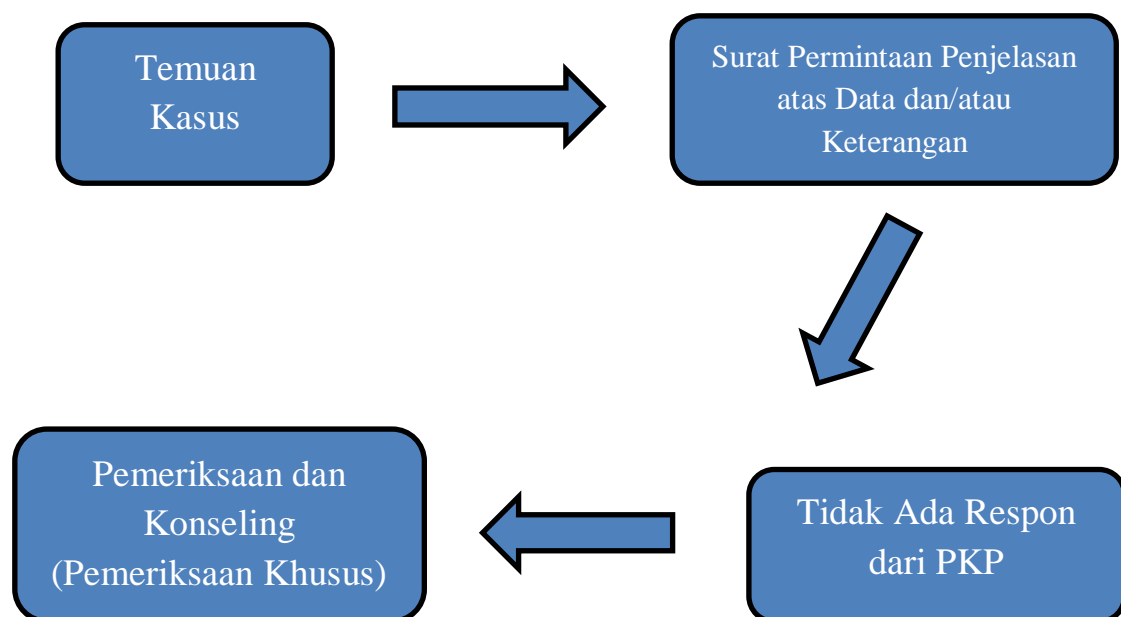 Temuan
Kasus
Surat Permintaan Penjelasan
atas Data dan/atau
Keterangan
Tidak Ada Respon
dari PKP
Pemeriksaan dan
Konseling
(Pemeriksaan Khusus)